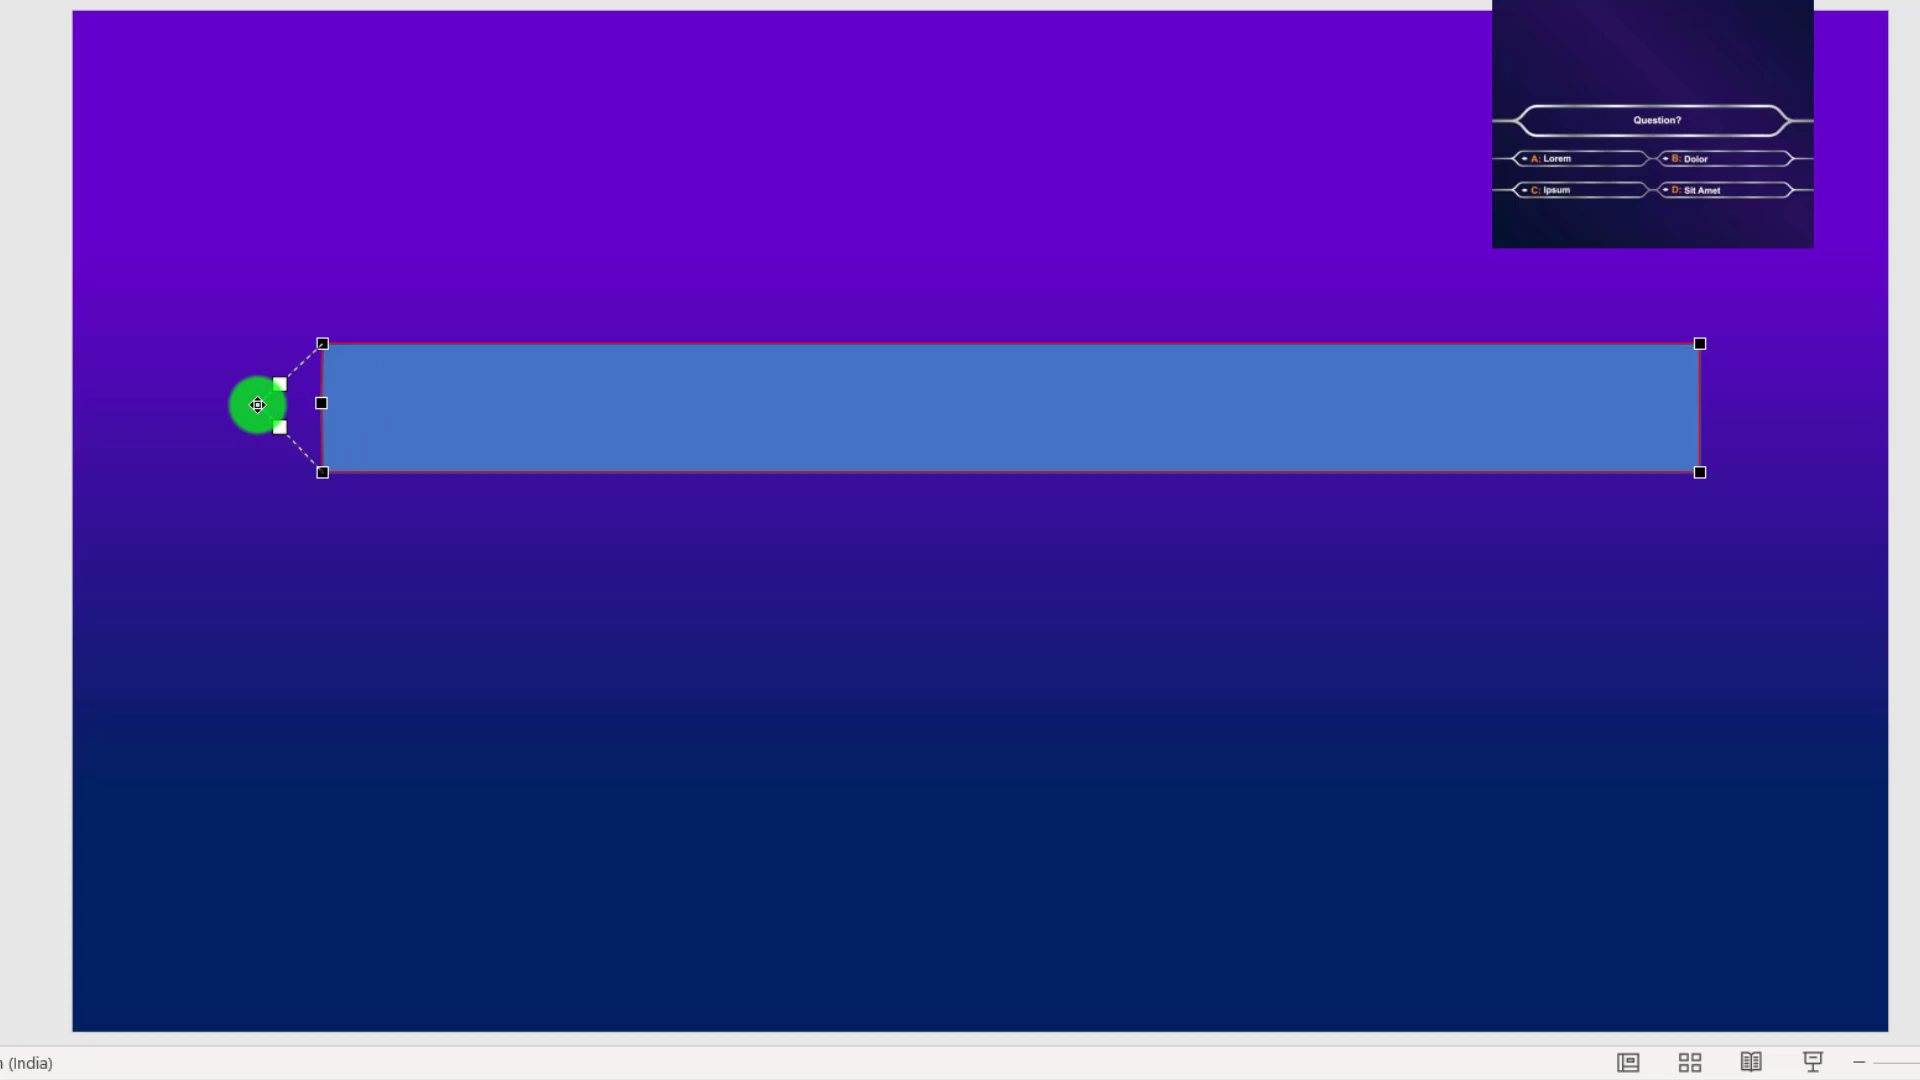 Question?
A: Lorem
B: Dolor
C: Ipsum
D: Sit Amet
(India)